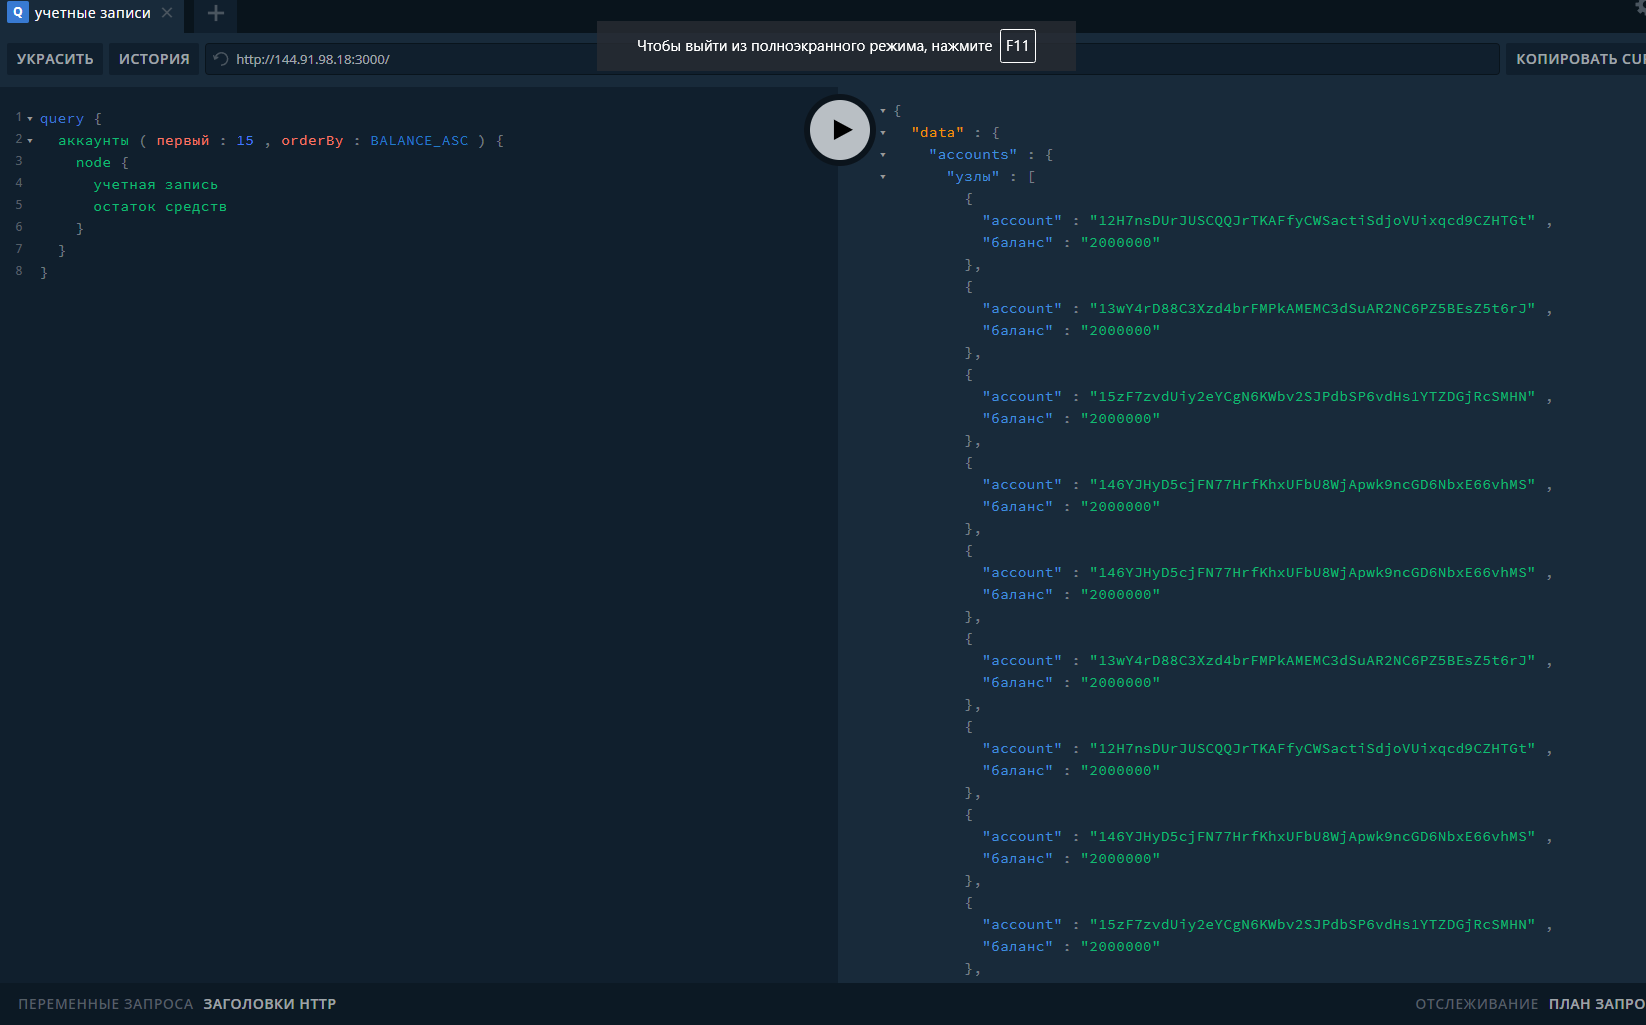 Q учетные записи
УКРАСИТЬ ИСТОРИЯ http://144.91.98.18:3000/ КОПИРОВАТЬ CUR
Чтобы выйти из полноэкранного режима, нажмите F11
1 query {
2 аккаунты ( первый : 15 , orderBy : BALANCE_ASC ) {
3 node {
4 учетная запись
5 остаток средств
6 }
7 }
8 }
{
"data" : {
"accounts" : {
"узлы" : [
{
"account" : "12H7nsDUrJUSCQQJrTKAFfyCWSactiSdjoVUixqcd9CZHTGt" ,
"баланс" : "2000000"
},
{
"account" : "13wY4rD88C3Xzd4brFMPkAMEMC3dSuAR2NC6PZ5BEsZ5t6rJ" ,
"баланс" : "2000000"
},
{
"account" : "15zF7zvdUiy2eYCgN6KWbv2SJPdbSP6vdHs1YTZDGjRcSMHN" ,
"баланс" : "2000000"
},
{
"account" : "146YJHyD5cjFN77HrfKhxUFbU8WjApwk9ncGD6NbxE66vhMS" ,
"баланс" : "2000000"
},
{
"account" : "146YJHyD5cjFN77HrfKhxUFbU8WjApwk9ncGD6NbxE66vhMS" ,
"баланс" : "2000000"
},
{
"account" : "13wY4rD88C3Xzd4brFMPkAMEMC3dSuAR2NC6PZ5BEsZ5t6rJ" ,
"баланс" : "2000000"
},
{
"account" : "12H7nsDUrJUSCQQJrTKAFfyCWSactiSdjoVUixqcd9CZHTGt" ,
"баланс" : "2000000"
},
{
"account" : "146YJHyD5cjFN77HrfKhxUFbU8WjApwk9ncGD6NbxE66vhMS" ,
"баланс" : "2000000"
},
{
"account" : "15zF7zvdUiy2eYCgN6KWbv2SJPdbSP6vdHs1YTZDGjRcSMHN" ,
"баланс" : "2000000"
},
ПЕРЕМЕННЫЕ ЗАПРОСА ЗАГОЛОВКИ HTTP ОТСЛЕЖИВАНИЕ ПЛАН ЗАПРО